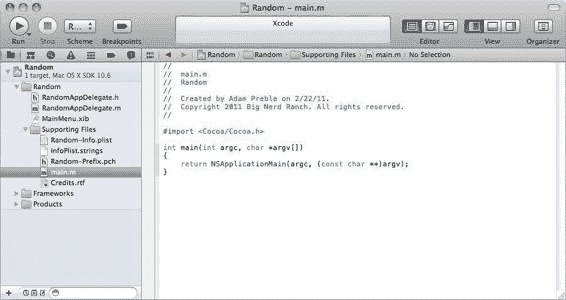 Random – main.m
Xcode
R...
Run
Stop
Scheme
Breakpoints
Editor
View
Organizer
Random
Random
Supporting Files
main.m
No Selection
Random
1 target, Mac OS X SDK 10.6
Random
RandomAppDelegate.h
RandomAppDelegate.m
MainMenu.xib
Supporting Files
Random-Info.plist
InfoPlist.strings
Random-Prefix.pch
main.m
Credits.rtf
Frameworks
Products
//
//  main.m
//  Random
//
//  Created by Adam Preble on 2/22/11.
//  Copyright 2011 Big Nerd Ranch. All rights reserved.
//
#import <Cocoa/Cocoa.h>
int main(int argc, char *argv[])
{
    return NSApplicationMain(argc, (const char **)argv);
}